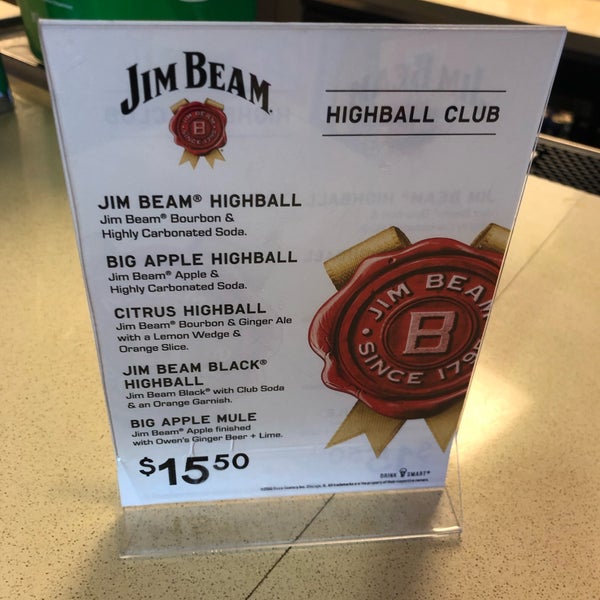 JIM BEAM
HIGHBALL CLUB
JIM BEAM® HIGHBALL
Jim Beam® Bourbon &
Highly Carbonated Soda.
BIG APPLE HIGHBALL
Jim Beam® Apple &
Highly Carbonated Soda.
CITRUS HIGHBALL
Jim Beam® Bourbon & Ginger Ale
with a Lemon Wedge &
Orange Slice.
JIM BEAM BLACK®
HIGHBALL
Jim Beam Black® with Club Soda
& an Orange Garnish.
BIG APPLE MULE
Jim Beam® Apple finished
with Owen's Ginger Beer + Lime.
$15.50
JIM BEAM
B
SINCE 1795
DRINK SMART®